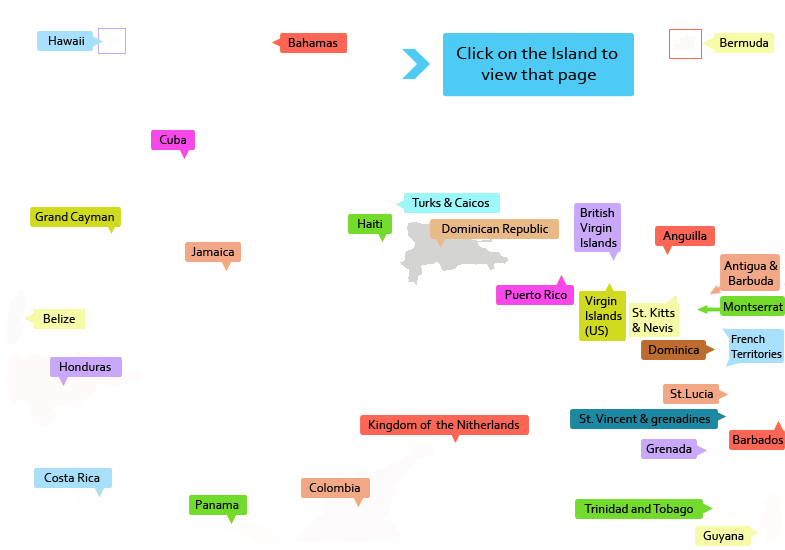 Hawaii
Bahamas
Click on the Island to
view that page
Bermuda
Cuba
Turks & Caicos
Grand Cayman
Haiti
Dominican Republic
British
Virgin
Islands
Anguilla
Jamaica
Antigua &
Barbuda
Puerto Rico
Virgin
Islands
(US)
St. Kitts
& Nevis
Montserrat
Belize
Dominica
French
Territories
Honduras
St.Lucia
St. Vincent & grenadines
Kingdom of the Nitherlands
Barbados
Grenada
Costa Rica
Colombia
Panama
Trinidad and Tobago
Guyana